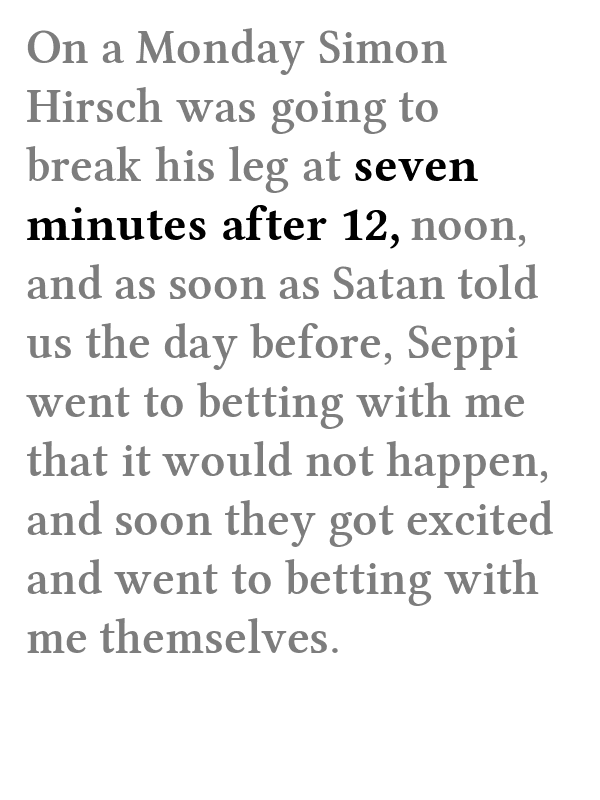 On a Monday Simon
Hirsch was going to
break his leg at seven
minutes after 12, noon,
and as soon as Satan told
us the day before, Seppi
went to betting with me
that it would not happen,
and soon they got excited
and went to betting with
me themselves.